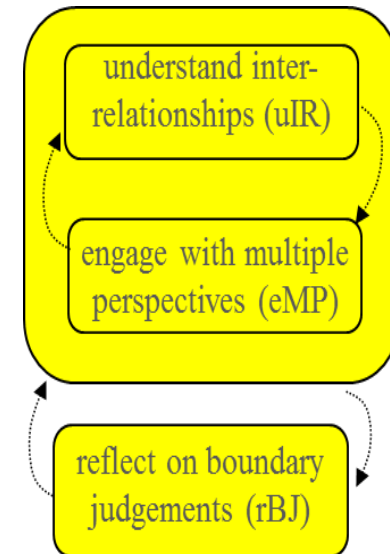 understand inter-
relationships (uIR)
engage with multiple
perspectives (eMP)
reflect on boundary
judgements (rBJ)